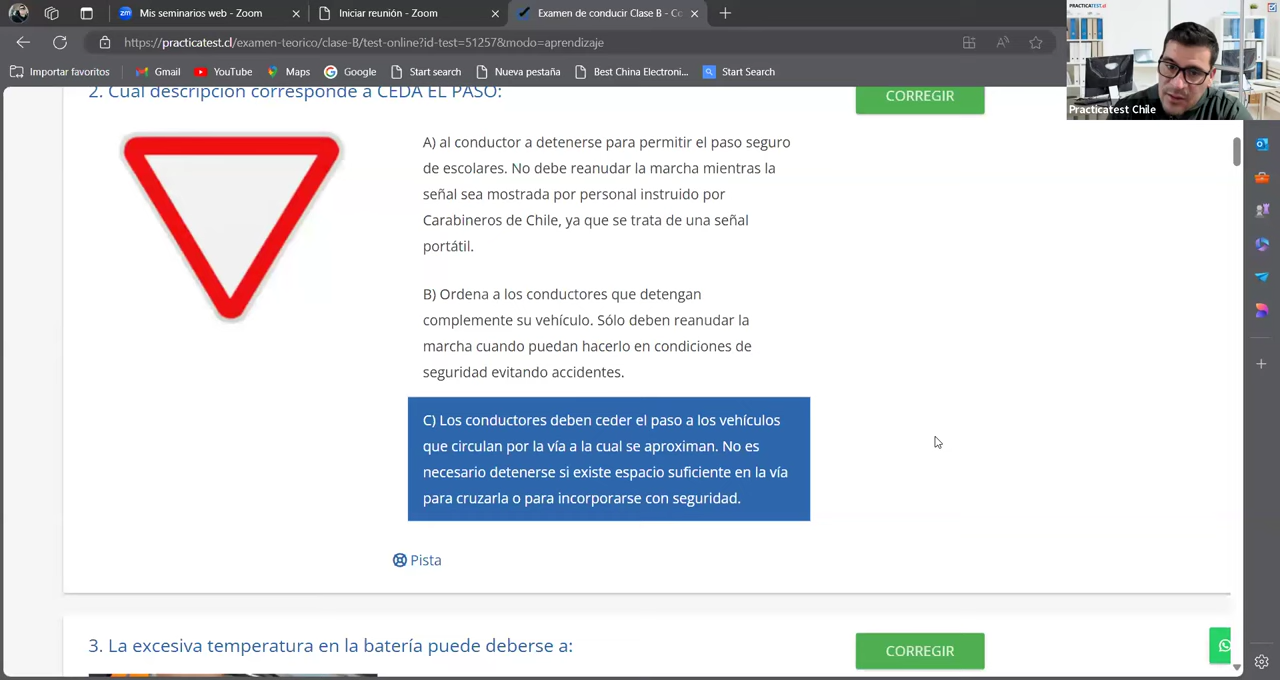 Mis seminarios web - Zoom
Iniciar reunión - Zoom
Examen de conducir Clase B - Co
https://practicatest.cl/examen-teorico/clase-B/test-online?id-test=51257&modo=aprendizaje
Importar favoritos
Gmail
YouTube
Maps
Google
Start search
Nueva pestaña
Best China Electroni...
Start Search
PRACTICATEST.cl
Practicatest Chile
2. Cual descripcion corresponde a CEDA EL PASO:
CORREGIR
A) al conductor a detenerse para permitir el paso seguro
de escolares. No debe reanudar la marcha mientras la
señal sea mostrada por personal instruido por
Carabineros de Chile, ya que se trata de una señal
portátil.
B) Ordena a los conductores que detengan
complemente su vehículo. Sólo deben reanudar la
marcha cuando puedan hacerlo en condiciones de
seguridad evitando accidentes.
C) Los conductores deben ceder el paso a los vehículos
que circulan por la vía a la cual se aproximan. No es
necesario detenerse si existe espacio suficiente en la vía
para cruzarla o para incorporarse con seguridad.
Pista
3. La excesiva temperatura en la batería puede deberse a:
CORREGIR